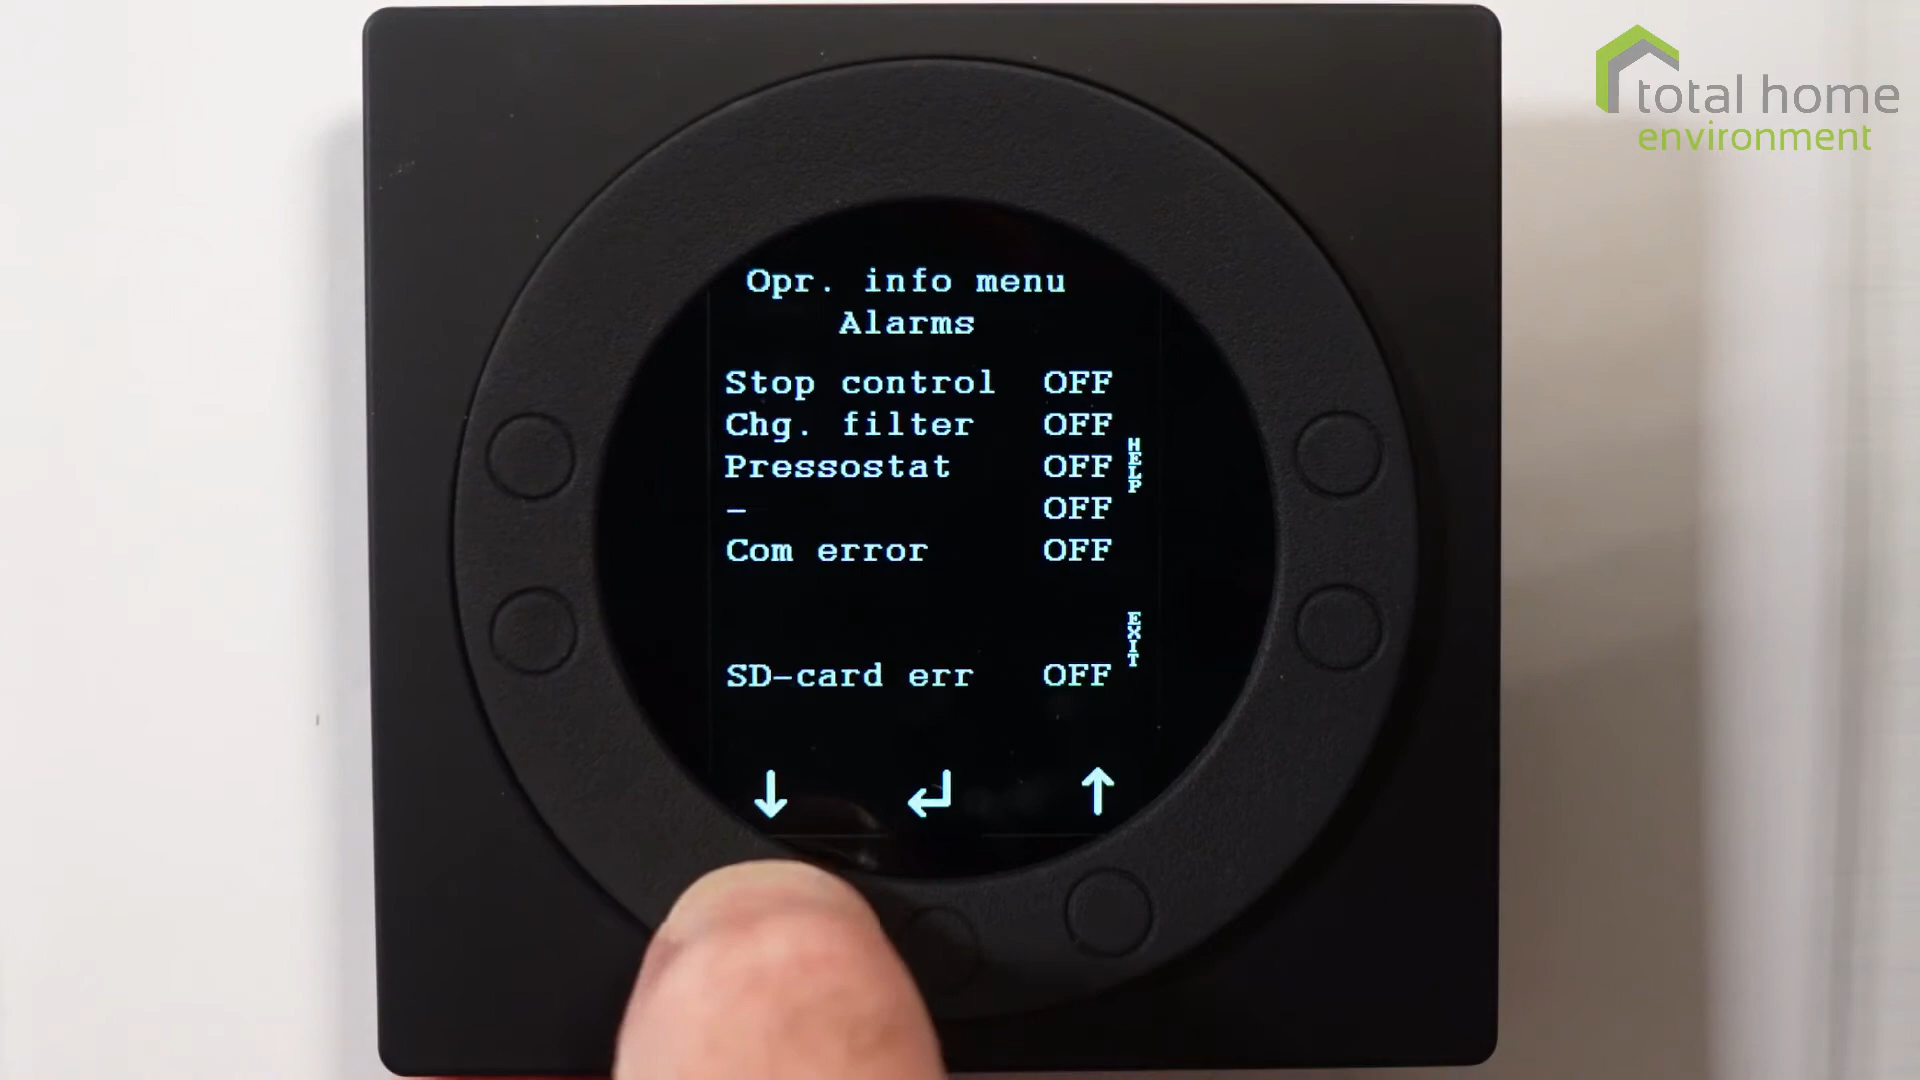 total home
environment
Opr. info menu
Alarms
Stop control OFF
Chg. filter OFF
Pressostat OFF
– OFF
Com error OFF
SD-card err OFF
HELP
EXIT